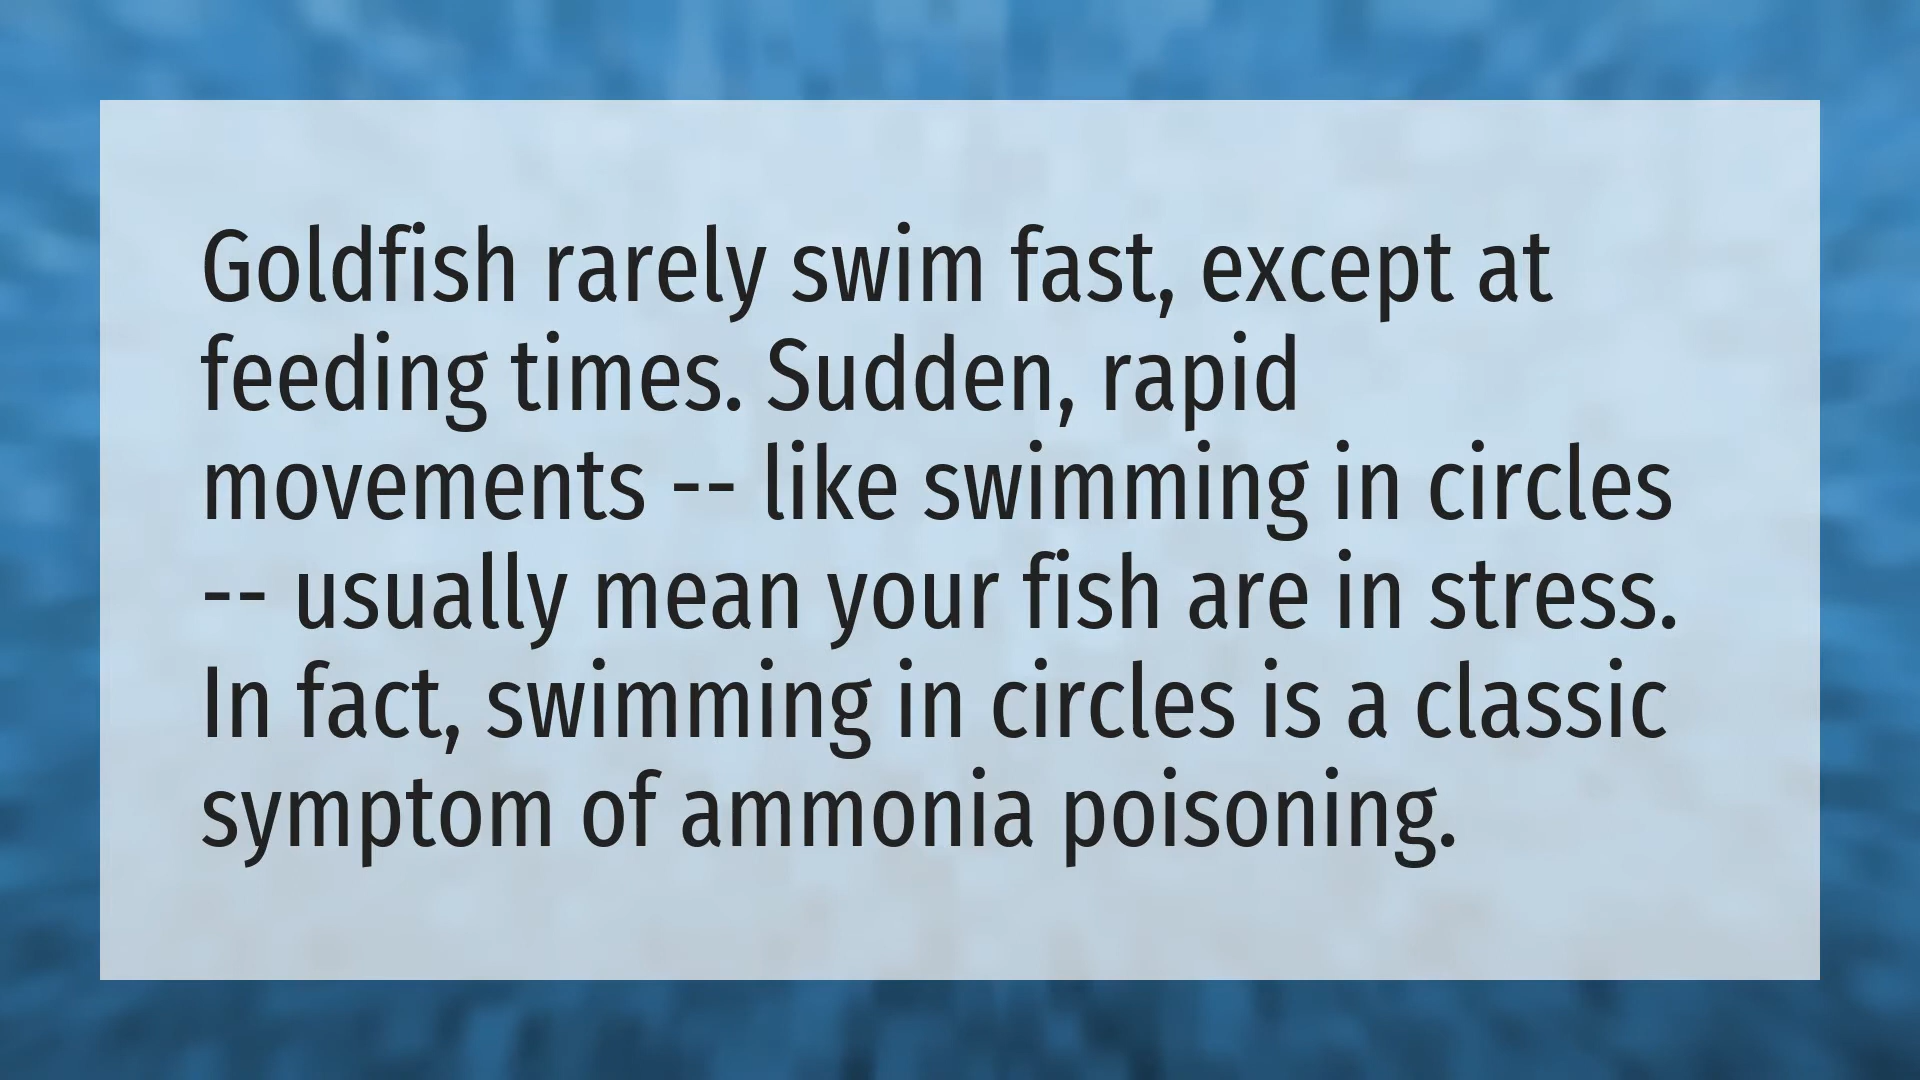 Goldfish rarely swim fast, except at
feeding times. Sudden, rapid
movements -- like swimming in circles
-- usually mean your fish are in stress.
In fact, swimming in circles is a classic
symptom of ammonia poisoning.